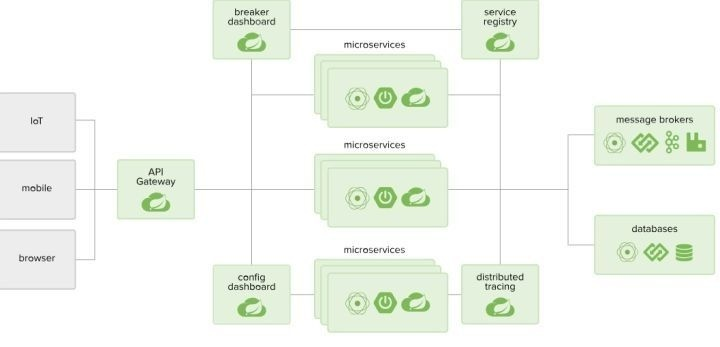 breaker
dashboard
service
registry
microservices
IoT
message brokers
microservices
API
Gateway
mobile
databases
microservices
browser
config
dashboard
distributed
tracing